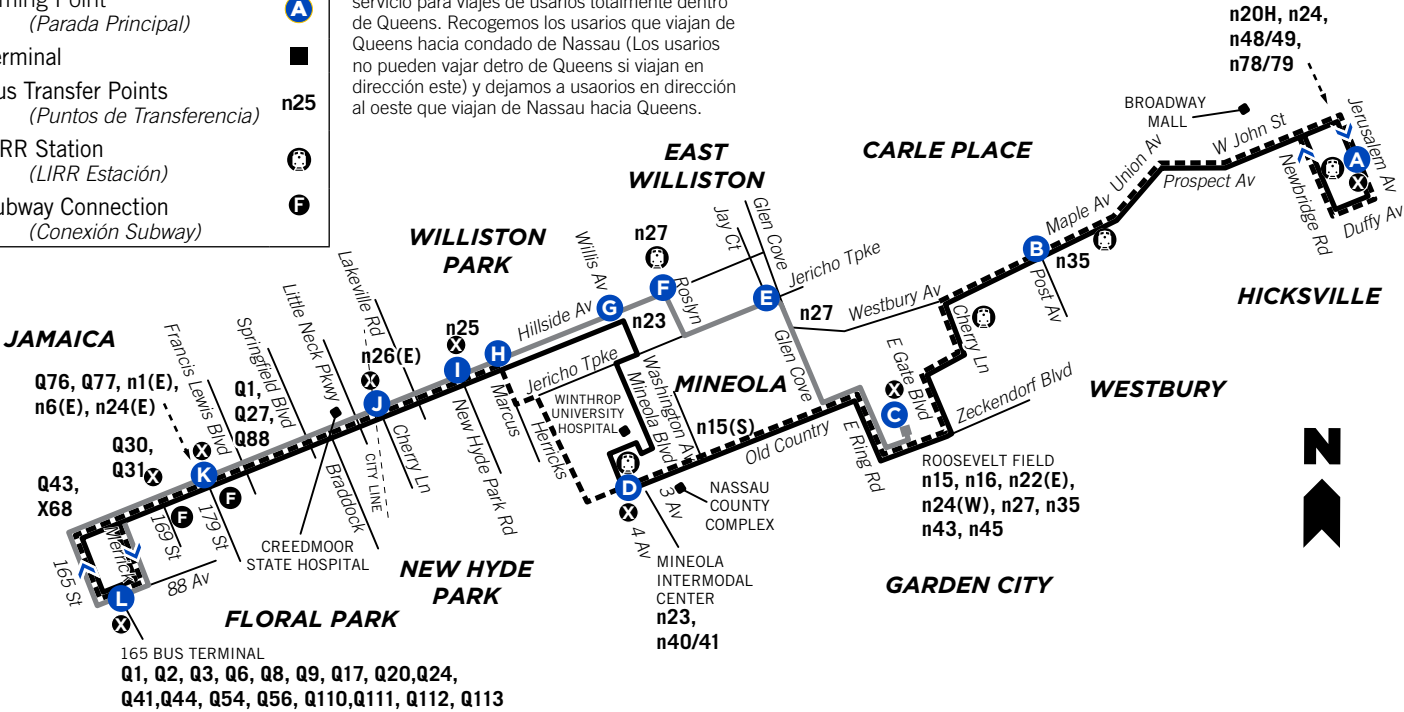 (Parada Principal)
A
■
Bus Transfer Points
(Puntos de Transferencia)
n25
(LIRR Estación)
F
(Conexión Subway)
servicio para viajes de usarios totalmente dentro
de Queens. Recogemos los usarios que viajan de
Queens hacia condado de Nassau (Los usarios
no pueden vajar detro de Queens si viajan en
dirección este) y dejamos a usaorios en dirección
al oeste que viajan de Nassau hacia Queens.
n20H, n24,
n48/49,
n78/79
BROADWAY
MALL
Jerusalem Av
A
X
W John St
Newbridge Rd
Duffy Av
Prospect Av
Union Av
Maple Av
B
n35
Post Av
CARLE PLACE
HICKSVILLE
EAST
WILLISTON
Jay Ct
Glen Cove
Jericho Tpke
E
n27
Westbury Av
Cherry Ln
Glen Cove
E Gate Blvd
X
C
Zeckendorf Blvd
WESTBURY
E Ring Rd
ROOSEVELT FIELD
n15, n16, n22(E),
n24(W), n27, n35
n43, n45
N
GARDEN CITY
WILLISTON
PARK
Willis Av
n27
F
Roslyn
G
n23
Hillside Av
Jericho Tpke
WINTHROP
UNIVERSITY
HOSPITAL
Mineola Blvd
Washington Av
MINEOLA
n15(S)
Old Country
D
X
4 Av
3 Av
NASSAU
COUNTY
COMPLEX
MINEOLA
INTERMODAL
CENTER
n23,
n40/41
n25
X
I
H
Marcus
Herricks
New Hyde Park Rd
Lakeville Rd
n26(E)
X
J
Cherry Ln
CITY LINE
Little Neck Pkwy
Springfield Blvd
Braddock
CREEDMOOR
STATE HOSPITAL
NEW HYDE
PARK
FLORAL PARK
JAMAICA
Francis Lewis Blvd
Q76, Q77, n1(E),
n6(E), n24(E)
Q1,
Q27,
Q88
Q30,
Q31
X
X
K
F
F
Q43,
X68
179 St
169 St
Merrick
88 Av
165 St
L
X
165 BUS TERMINAL
Q1, Q2, Q3, Q6, Q8, Q9, Q17, Q20,Q24,
Q41,Q44, Q54, Q56, Q110,Q111, Q112, Q113